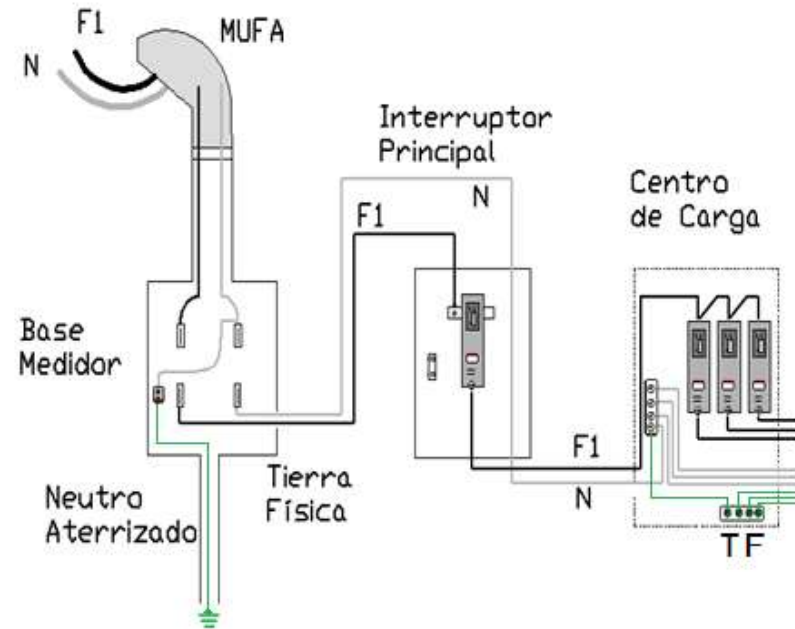 F1
MUFA
N
Interruptor
Principal
N
F1
Centro
de Carga
Base
Medidor
F1
N
Neutro
Aterrizado
Tierra
Física
TF